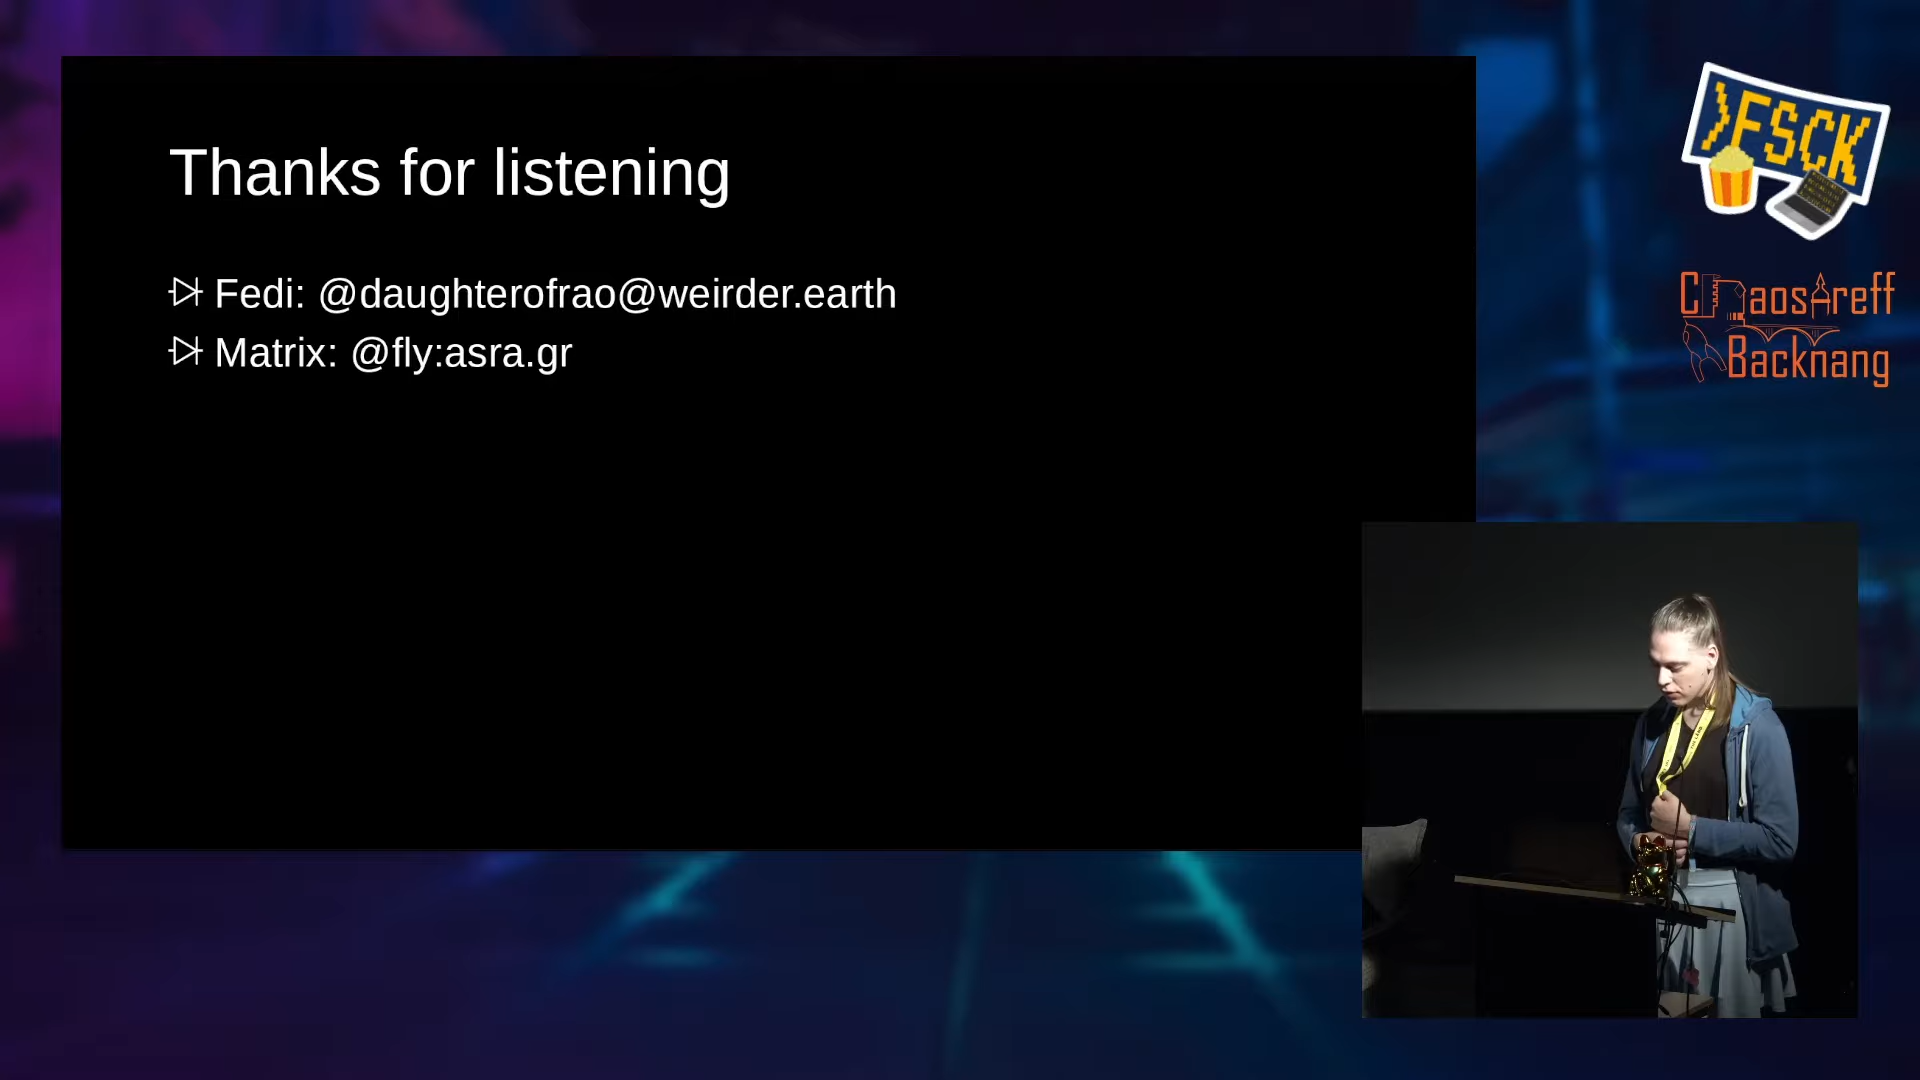 Thanks for listening
Fedi: @daughterofrao@weirder.earth
Matrix: @fly:asra.gr
>FSCK
ChaosTreff
Backnang